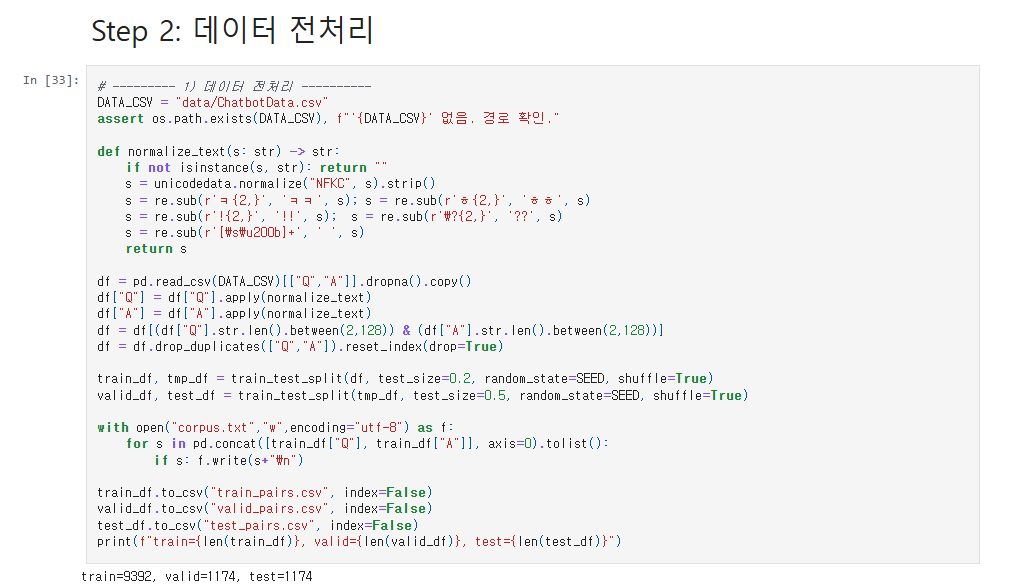 Step 2: 데이터 전처리
In [33]:
# --------- 1) 데이터 전처리 ----------
DATA_CSV = "data/ChatbotData.csv"
assert os.path.exists(DATA_CSV), f"'{DATA_CSV}' 없음. 경로 확인."
def normalize_text(s: str) -> str:
    if not isinstance(s, str): return ""
    s = unicodedata.normalize("NFKC", s).strip()
    s = re.sub(r'ㅋ{2,}', 'ㅋㅋ', s); s = re.sub(r'ㅎ{2,}', 'ㅎㅎ', s)
    s = re.sub(r'!{2,}', '!!', s);  s = re.sub(r'₩?{2,}', '??', s)
    s = re.sub(r'[₩s₩u200b]+', ' ', s)
    return s
df = pd.read_csv(DATA_CSV)[["Q","A"]].dropna().copy()
df["Q"] = df["Q"].apply(normalize_text)
df["A"] = df["A"].apply(normalize_text)
df = df[(df["Q"].str.len().between(2,128)) & (df["A"].str.len().between(2,128))]
df = df.drop_duplicates(["Q","A"]).reset_index(drop=True)
train_df, tmp_df = train_test_split(df, test_size=0.2, random_state=SEED, shuffle=True)
valid_df, test_df = train_test_split(tmp_df, test_size=0.5, random_state=SEED, shuffle=True)
with open("corpus.txt","w",encoding="utf-8") as f:
    for s in pd.concat([train_df["Q"], train_df["A"]], axis=0).tolist():
        if s: f.write(s+"₩n")
train_df.to_csv("train_pairs.csv", index=False)
valid_df.to_csv("valid_pairs.csv", index=False)
test_df.to_csv("test_pairs.csv", index=False)
print(f"train={len(train_df)}, valid={len(valid_df)}, test={len(test_df)}")
train=9392, valid=1174, test=1174